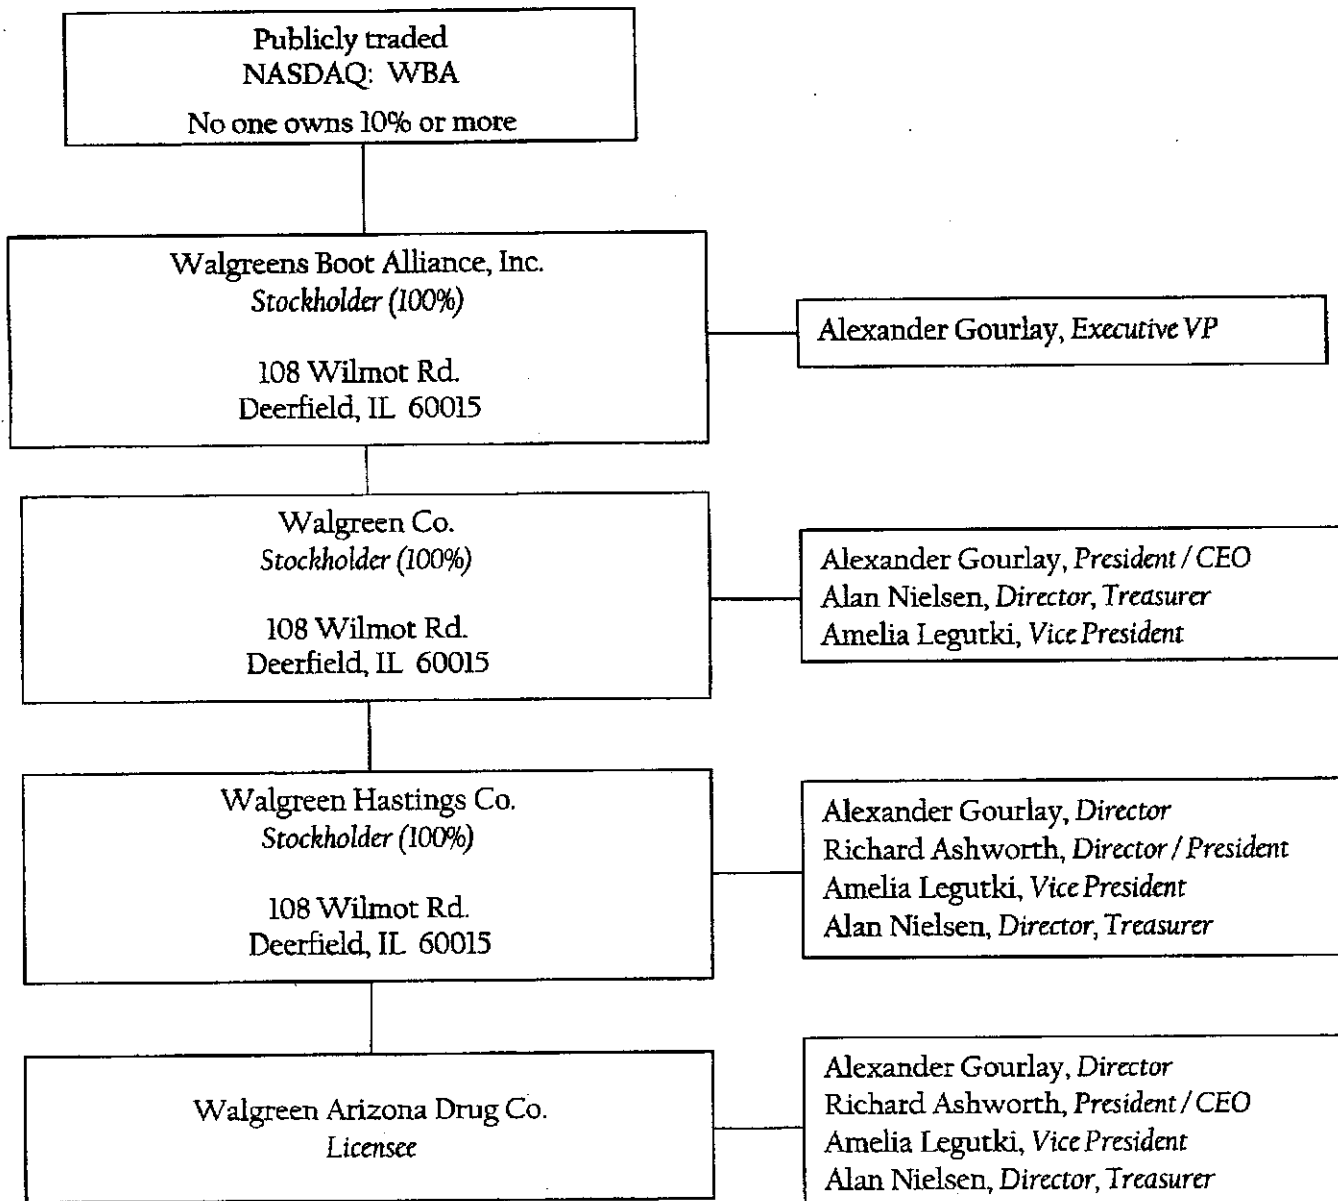 Publicly traded
NASDAQ: WBA
No one owns 10% or more
Walgreens Boot Alliance, Inc.
Stockholder (100%)
108 Wilmot Rd.
Deerfield, IL 60015
Alexander Gourlay, Executive VP
Walgreen Co.
Stockholder (100%)
108 Wilmot Rd.
Deerfield, IL 60015
Alexander Gourlay, President / CEO
Alan Nielsen, Director, Treasurer
Amelia Legutki, Vice President
Walgreen Hastings Co.
Stockholder (100%)
108 Wilmot Rd.
Deerfield, IL 60015
Alexander Gourlay, Director
Richard Ashworth, Director / President
Amelia Legutki, Vice President
Alan Nielsen, Director, Treasurer
Walgreen Arizona Drug Co.
Licensee
Alexander Gourlay, Director
Richard Ashworth, President / CEO
Amelia Legutki, Vice President
Alan Nielsen, Director, Treasurer